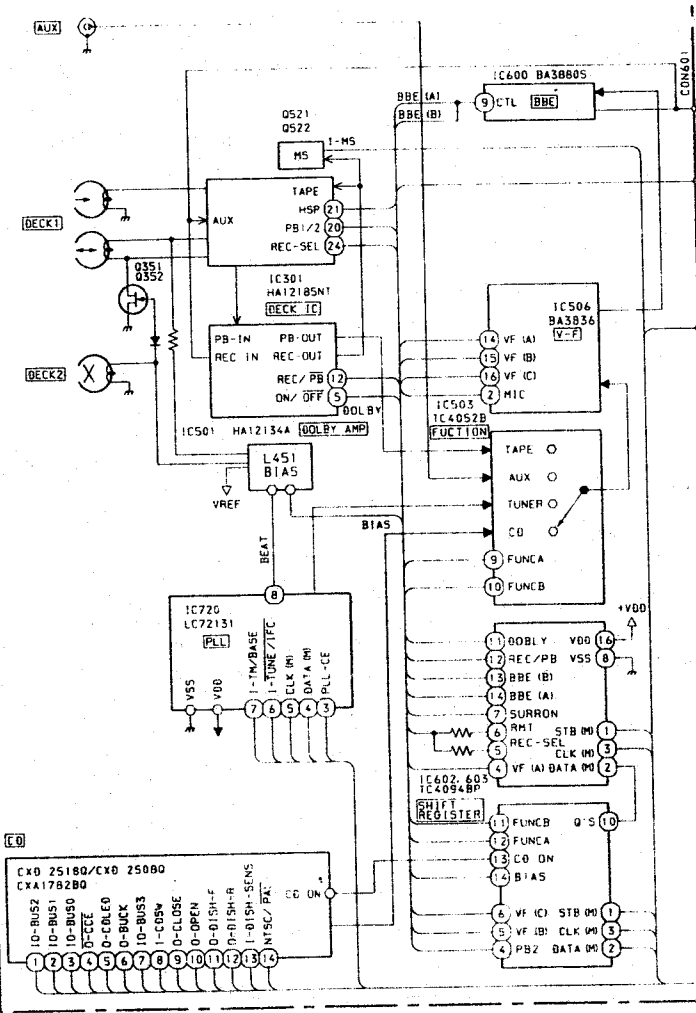 AUX
IC600 BA3880S
CON601
BBE (A)
BBE (B)
9 CTL BBE
Q521
Q522
I-MS
MS
TAPE
HSP 21
AUX
PB1/2 20
REC-SEL 24
DECK1
Q351
Q352
IC301
HA12185NT
DECK IC
IC506
BA3836
V-F
PB-IN PB-OUT
REC IN REC-OUT
14 VF (A)
15 VF (B)
16 VF (C)
2 MIC
DECK2
REC/PB 12
ON/OFF 5
DOLBY
IC501 HA12134A DOLBY AMP
IC503
TC4052B
FUCTION
L451
BIAS
TAPE
AUX
TUNER
CD
VREF
BIAS
BEAT
9 FUNCA
10 FUNCB
8
IC720
LC72131
PLL
+VDD
VSS
VDD
I-TM/BASE
I-TUNE/IFC
CLK (M)
DATA (M)
PLL-CE
7 6 5 4 3
11 DOBLY VDD 16
12 REC/PB VSS 8
13 BBE (B)
14 BBE (A)
7 SURRON
6 RMT STB (M) 1
5 REC-SEL CLK (M) 3
4 VF (A) DATA (M) 2
IC602, 603
TC4094BP
SHIFT
REGISTER
11 FUNCB Q'S 10
12 FUNCA
13 CD ON
14 BIAS
6 VF (C) STB (M) 1
5 VF (B) CLK (M) 3
4 PB2 DATA (M) 2
CD
CXD 2518Q/CXD 2508Q
CXA1782BQ
CD ON
IO-BUS2
IO-BUS1
IO-BUS0
O-CCE
O-CDLED
O-BUCK
IO-BUS3
I-CDSW
O-CLOSE
O-OPEN
O-DISH-F
O-DISH-R
I-DISH-SENS
NTSC/PAL
1 2 3 4 5 6 7 8 9 10 11 12 13 14